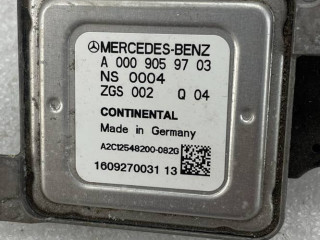 MERCEDES-BENZ
A 000 905 97 03
NS 0004
ZGS 002 Q 04
CONTINENTAL
Made in Germany
A2C12548200-082G
1609270031 13